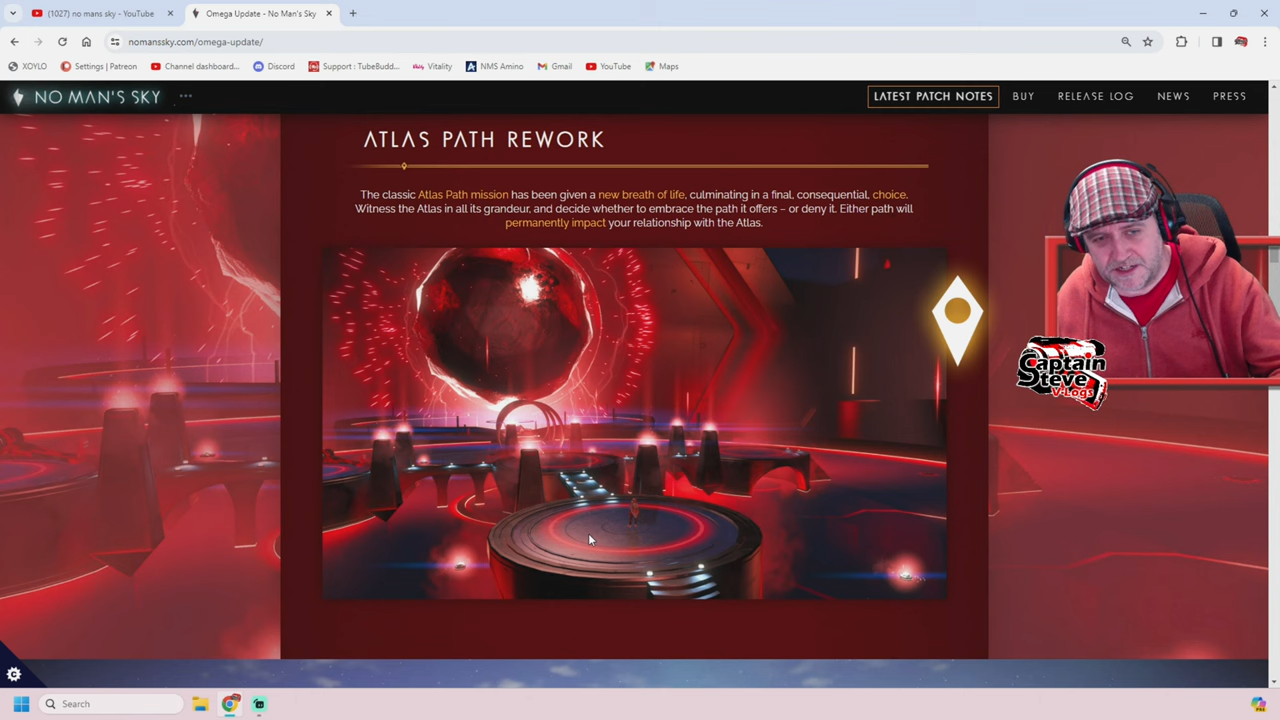 (1027) no mans sky - YouTube
Omega Update - No Man's Sky
nomanssky.com/omega-update/
XOYLO
Settings | Patreon
Channel dashboard...
Discord
Support : TubeBudd...
Vitality
NMS Amino
Gmail
YouTube
Maps
NO MAN'S SKY
LATEST PATCH NOTES
BUY
RELEASE LOG
NEWS
PRESS
ATLAS PATH REWORK
The classic Atlas Path mission has been given a new breath of life, culminating in a final, consequential, choice.
Witness the Atlas in all its grandeur, and decide whether to embrace the path it offers – or deny it. Either path will
permanently impact your relationship with the Atlas.
Captain
Steve
V-Logs
Search